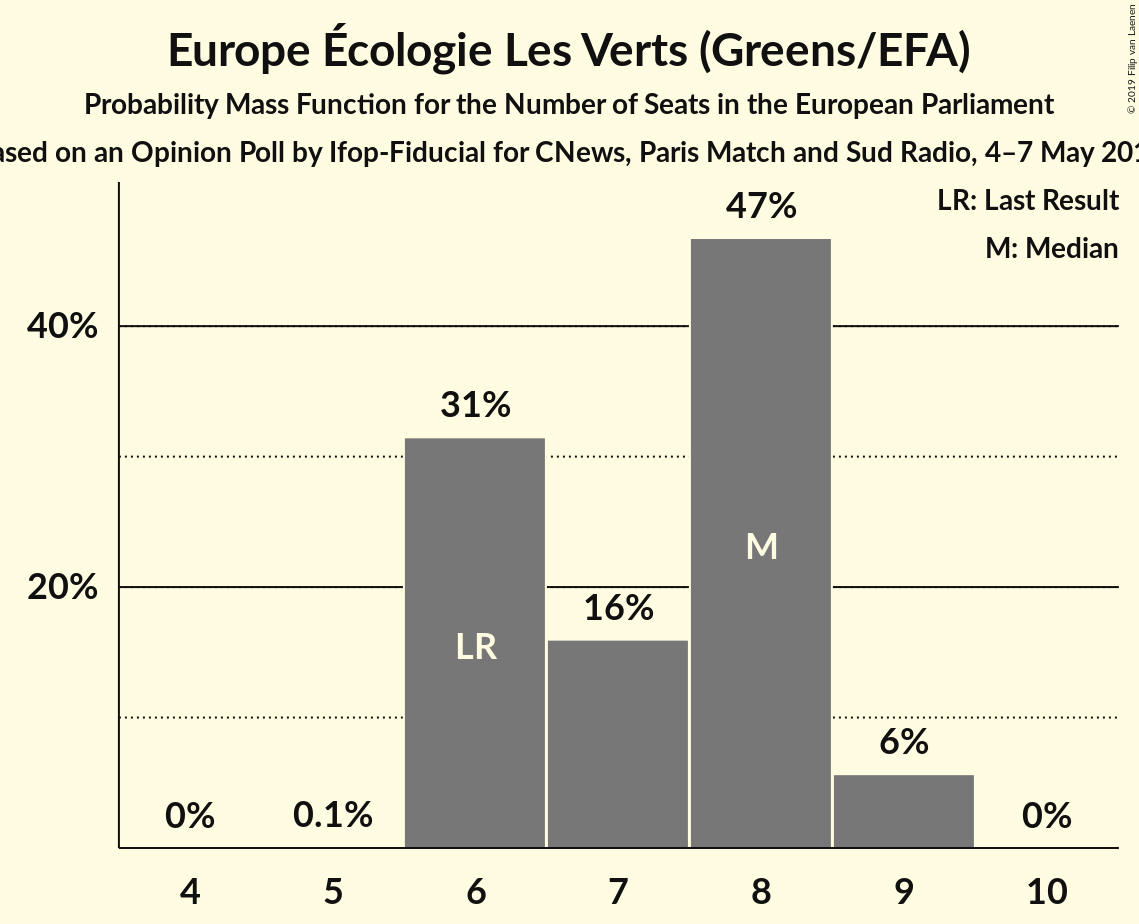 Europe Écologie Les Verts (Greens/EFA)
Probability Mass Function for the Number of Seats in the European Parliament
on an Opinion Poll by Ifop-Fiducial for CNews, Paris Match and Sud Radio, 4–7 May
© 2019 Filip van Laenen
LR: Last Result
M: Median
47%
40%
31%
M
20%
16%
LR
6%
0% 0.1% 0%
4 5 6 7 8 9 10